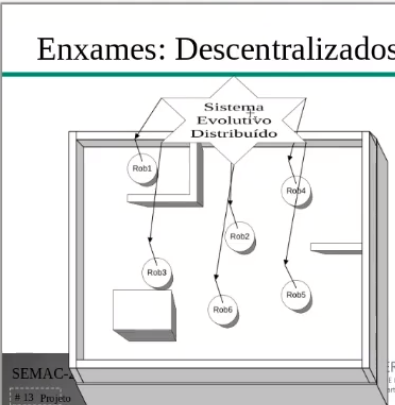 Enxames: Descentralizados
Sistema
Evolutivo
Distribuído
Rob1
Rob4
Rob2
Rob3
Rob5
Rob6
SEMAC-
# 13 Projeto